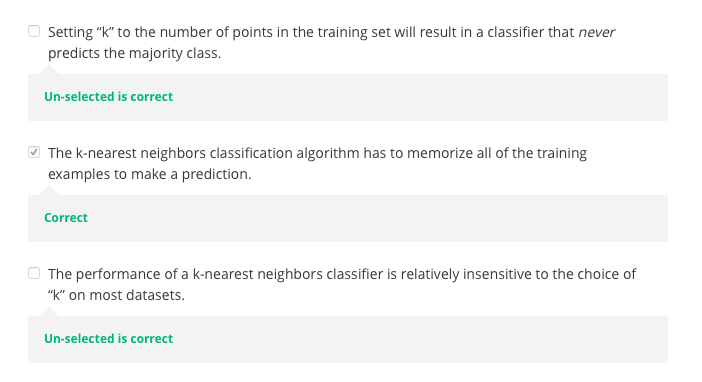 Setting “k” to the number of points in the training set will result in a classifier that never
predicts the majority class.
Un-selected is correct
The k-nearest neighbors classification algorithm has to memorize all of the training
examples to make a prediction.
Correct
The performance of a k-nearest neighbors classifier is relatively insensitive to the choice of
“k” on most datasets.
Un-selected is correct